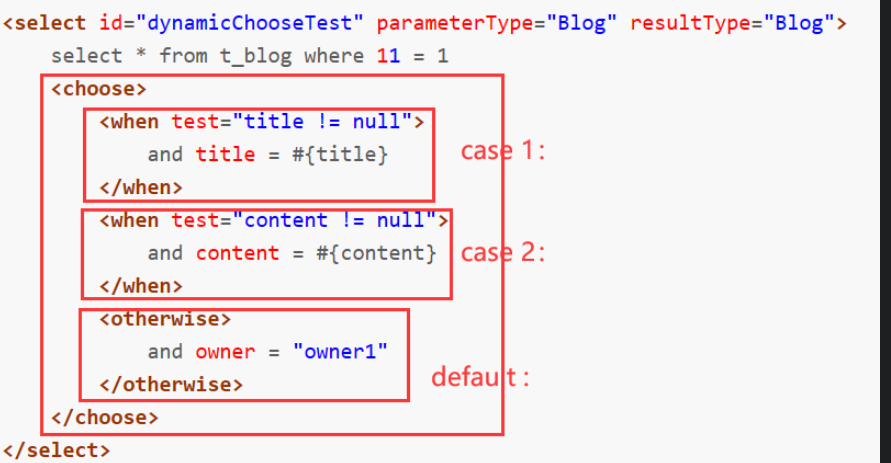 <select id="dynamicChooseTest" parameterType="Blog" resultType="Blog">
select * from t_blog where 11 = 1
<choose>
<when test="title != null">
and title = #{title}
</when>
case 1:
<when test="content != null">
and content = #{content}
</when>
case 2:
<otherwise>
and owner = "owner1"
</otherwise>
default:
</choose>
</select>